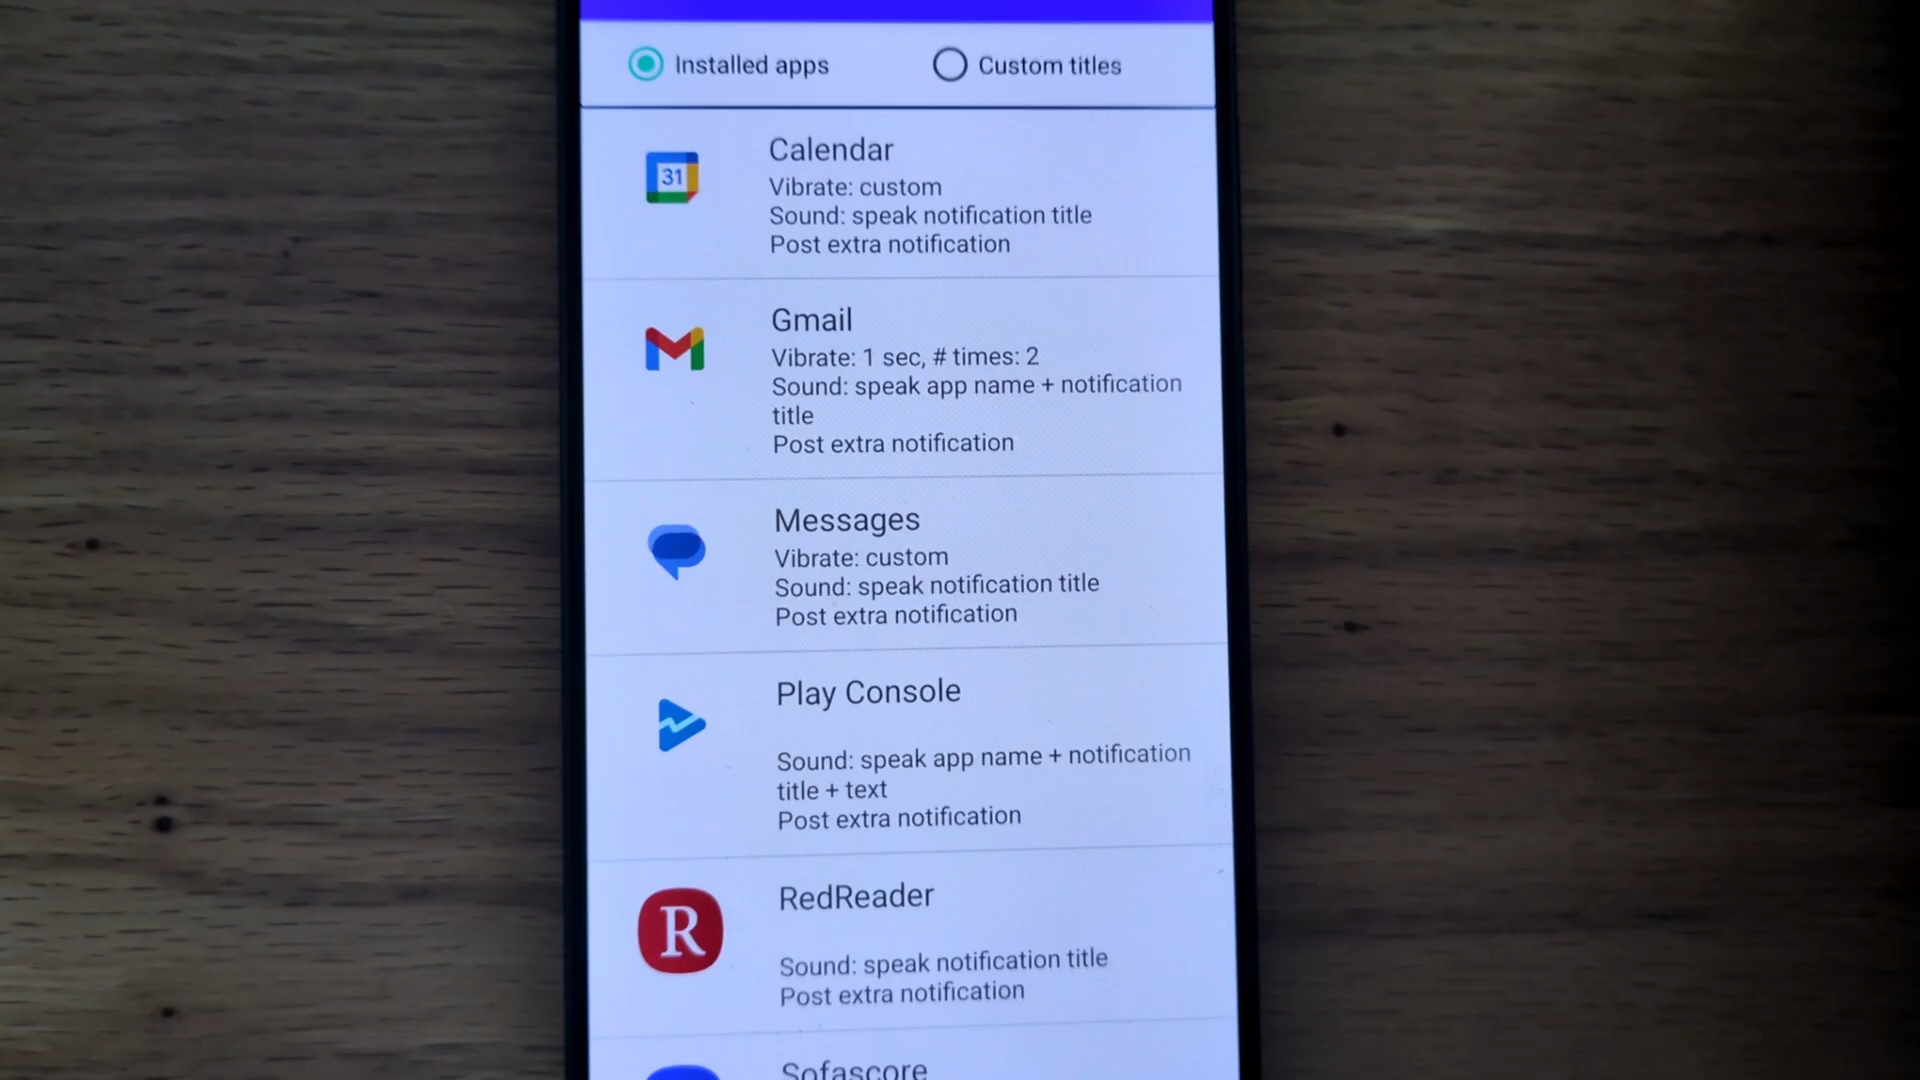 Installed apps
Custom titles
31
Calendar
Vibrate: custom
Sound: speak notification title
Post extra notification
Gmail
Vibrate: 1 sec, # times: 2
Sound: speak app name + notification
title
Post extra notification
Messages
Vibrate: custom
Sound: speak notification title
Post extra notification
Play Console
Sound: speak app name + notification
title + text
Post extra notification
R
RedReader
Sound: speak notification title
Post extra notification
Sofascore